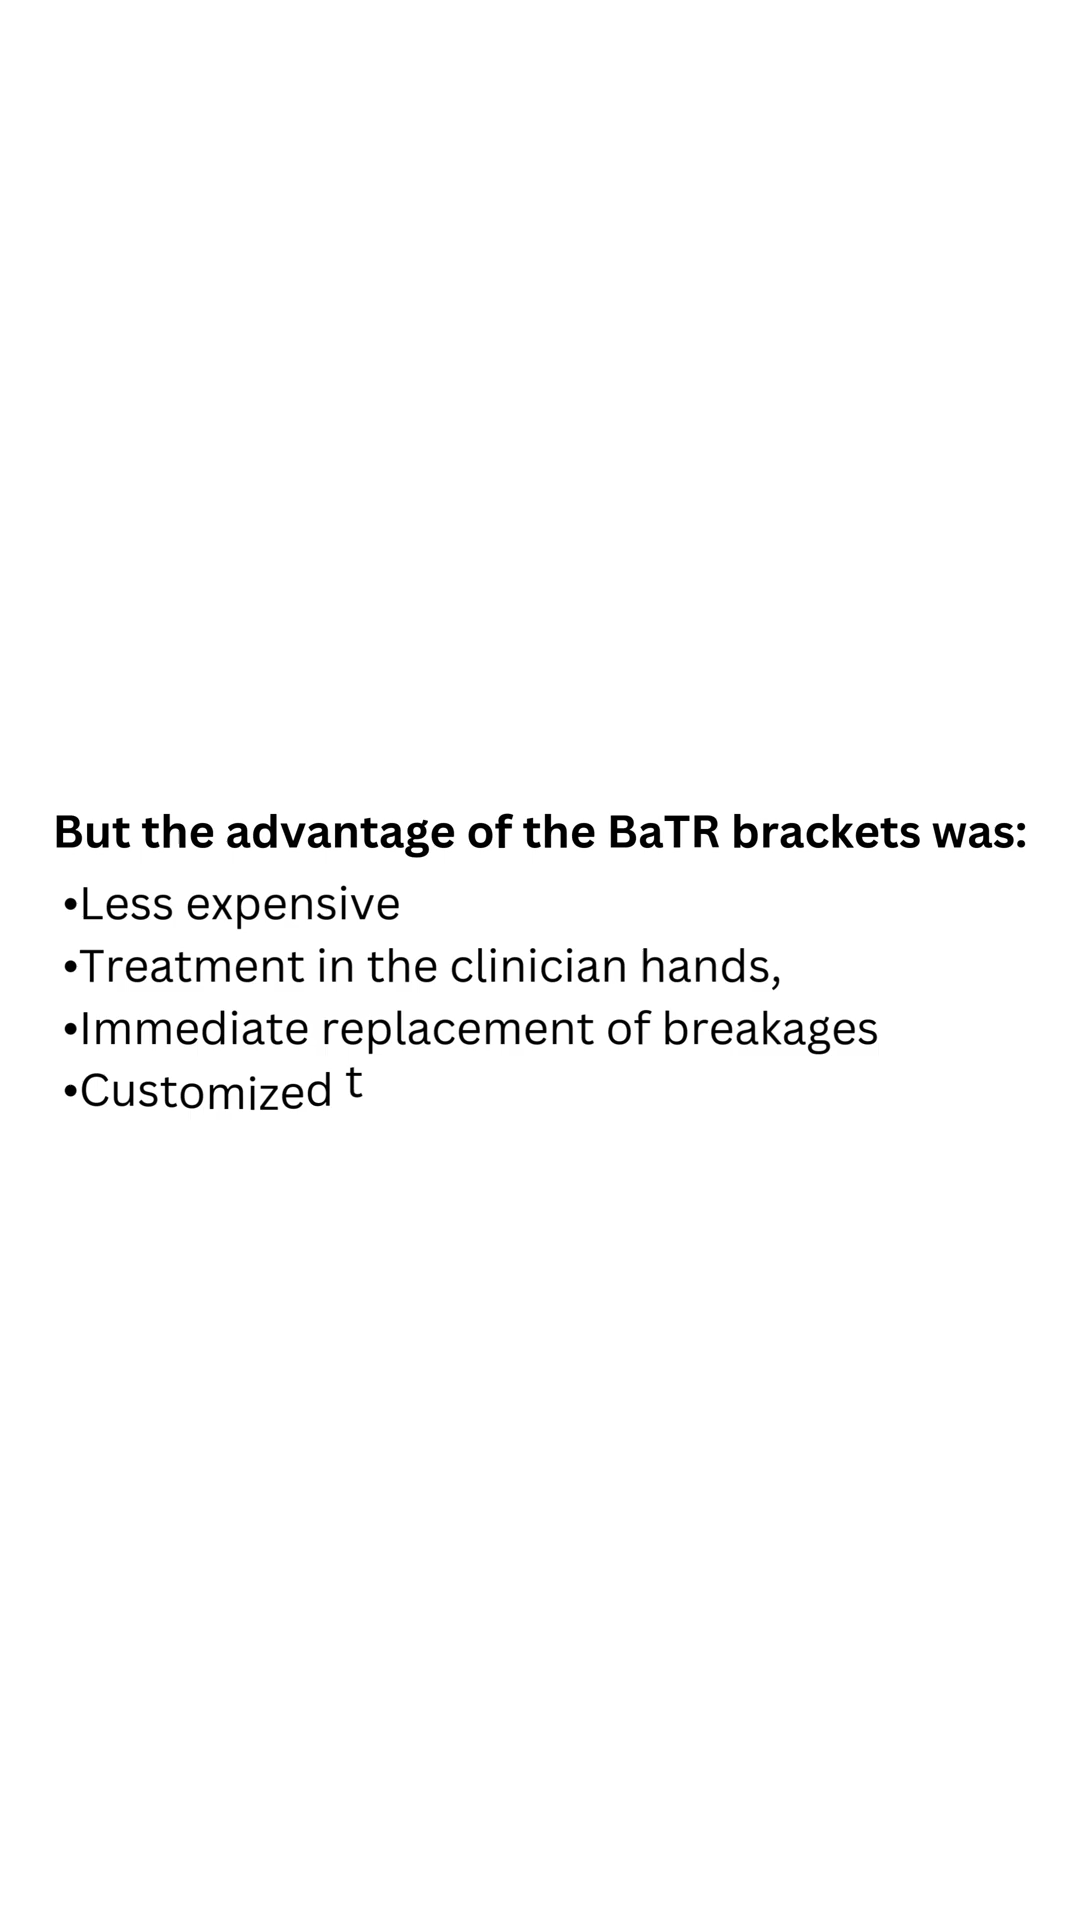 But the advantage of the BaTR brackets was:
•Less expensive
•Treatment in the clinician hands,
•Immediate replacement of breakages
•Customized t